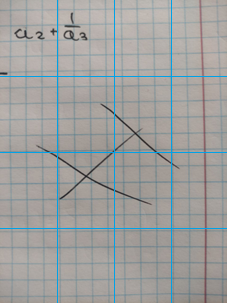 a₂ + 1/a₃